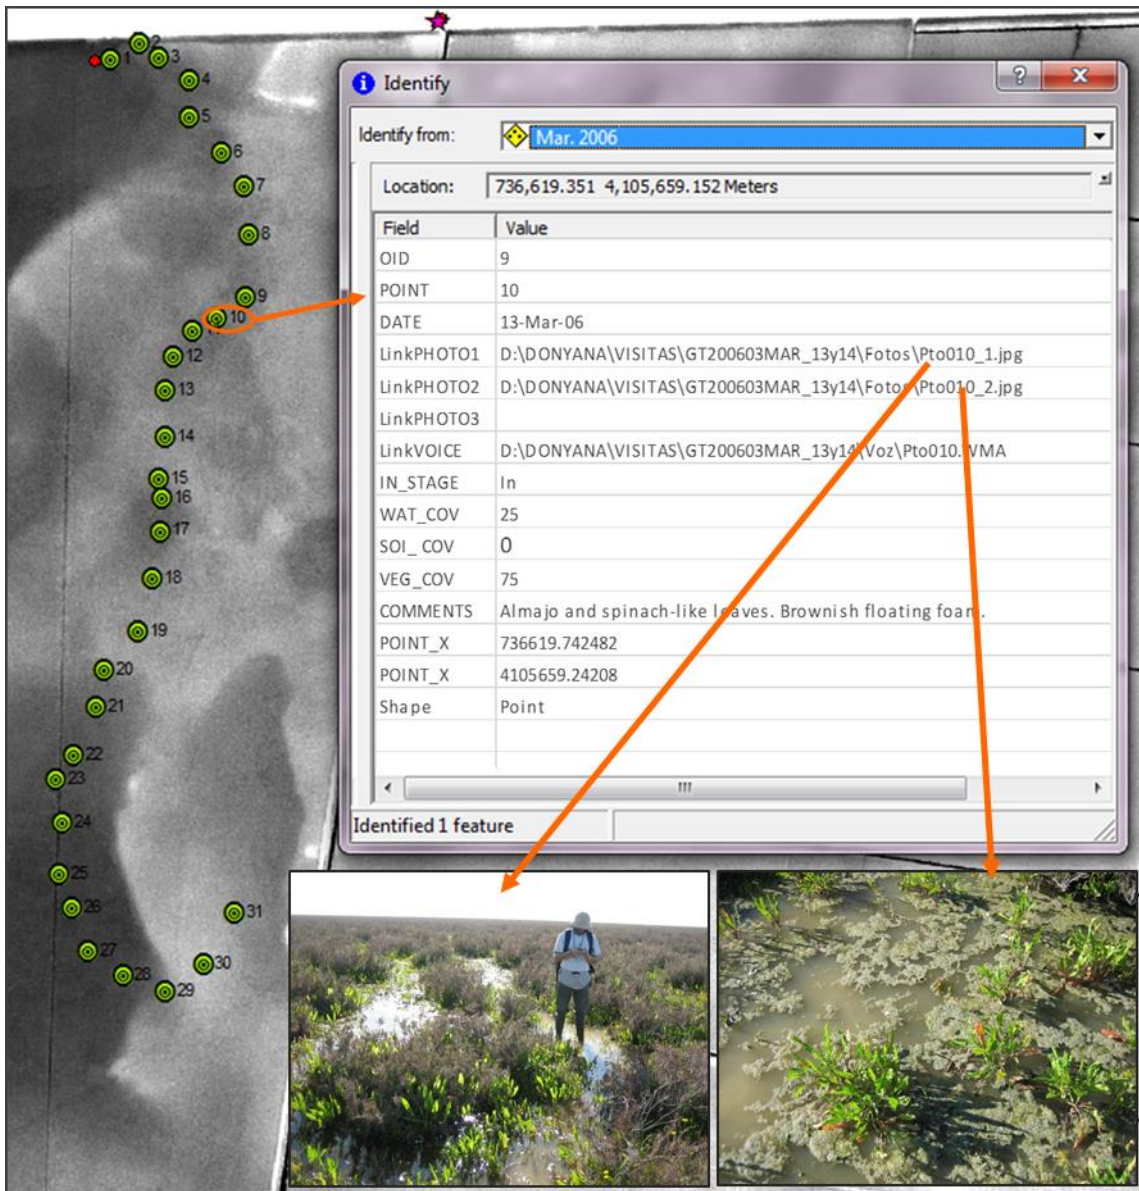 1
2
3
4
5
6
7
8
9
10
12
13
14
15
16
17
18
19
20
21
22
23
24
25
26
27
28
29
30
31
Identify
? X
Identify from: Mar. 2006
Location: 736,619.351 4,105,659.152 Meters
Field Value
OID 9
POINT 10
DATE 13-Mar-06
LinkPHOTO1 D:\DONYANA\VISITAS\GT200603MAR_13y14\Fotos\Pto010_1.jpg
LinkPHOTO2 D:\DONYANA\VISITAS\GT200603MAR_13y14\Fotos\Pto010_2.jpg
LinkPHOTO3
LinkVOICE D:\DONYANA\VISITAS\GT200603MAR_13y14\Voz\Pto010.WMA
IN_STAGE In
WAT_COV 25
SOI_ COV 0
VEG_COV 75
COMMENTS Almajo and spinach-like leaves. Brownish floating foam.
POINT_X 736619.742482
POINT_X 4105659.24208
Shape Point
Identified 1 feature